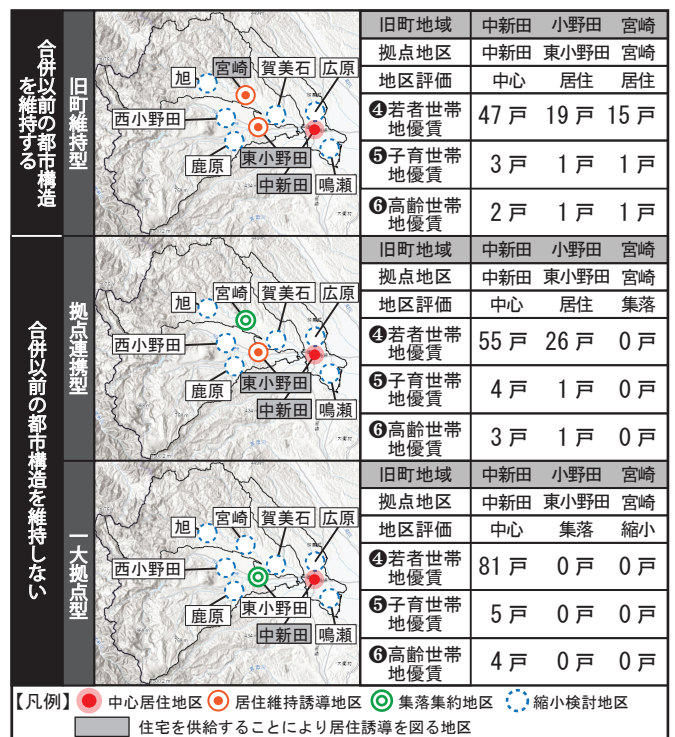 合併以前の都市構造
を維持する
旧町維持型
旭
宮崎
賀美石
広原
西小野田
鹿原
東小野田
中新田
鳴瀬
大衡村
旧町地域 中新田 小野田 宮崎
拠点地区 中新田 東小野田 宮崎
地区評価 中心 居住 居住
❹若者世帯
地優賃
47戸 19戸 15戸
❺子育世帯
地優賃
3戸 1戸 1戸
❻高齢世帯
地優賃
2戸 1戸 1戸
合併以前の都市構造を維持しない
拠点連携型
旭
宮崎
賀美石
広原
西小野田
鹿原
東小野田
中新田
鳴瀬
大衡村
旧町地域 中新田 小野田 宮崎
拠点地区 中新田 東小野田 宮崎
地区評価 中心 居住 集落
❹若者世帯
地優賃
55戸 26戸 0戸
❺子育世帯
地優賃
4戸 1戸 0戸
❻高齢世帯
地優賃
3戸 1戸 0戸
一大拠点型
旭
宮崎
賀美石
広原
西小野田
鹿原
東小野田
中新田
鳴瀬
大衡村
旧町地域 中新田 小野田 宮崎
拠点地区 中新田 東小野田 宮崎
地区評価 中心 集落 縮小
❹若者世帯
地優賃
81戸 0戸 0戸
❺子育世帯
地優賃
5戸 0戸 0戸
❻高齢世帯
地優賃
4戸 0戸 0戸
【凡例】 中心居住地区 居住維持誘導地区 集落集約地区 縮小検討地区
住宅を供給することにより居住誘導を図る地区